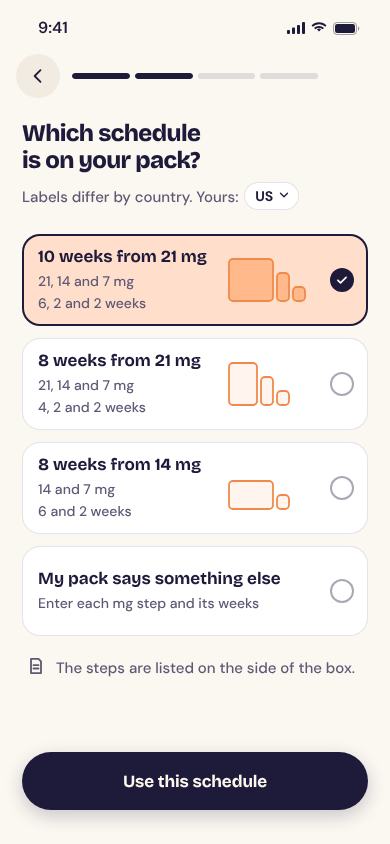 9:41
Which schedule
is on your pack?
Labels differ by country. Yours: US
10 weeks from 21 mg
21, 14 and 7 mg
6, 2 and 2 weeks
8 weeks from 21 mg
21, 14 and 7 mg
4, 2 and 2 weeks
8 weeks from 14 mg
14 and 7 mg
6 and 2 weeks
My pack says something else
Enter each mg step and its weeks
The steps are listed on the side of the box.
Use this schedule